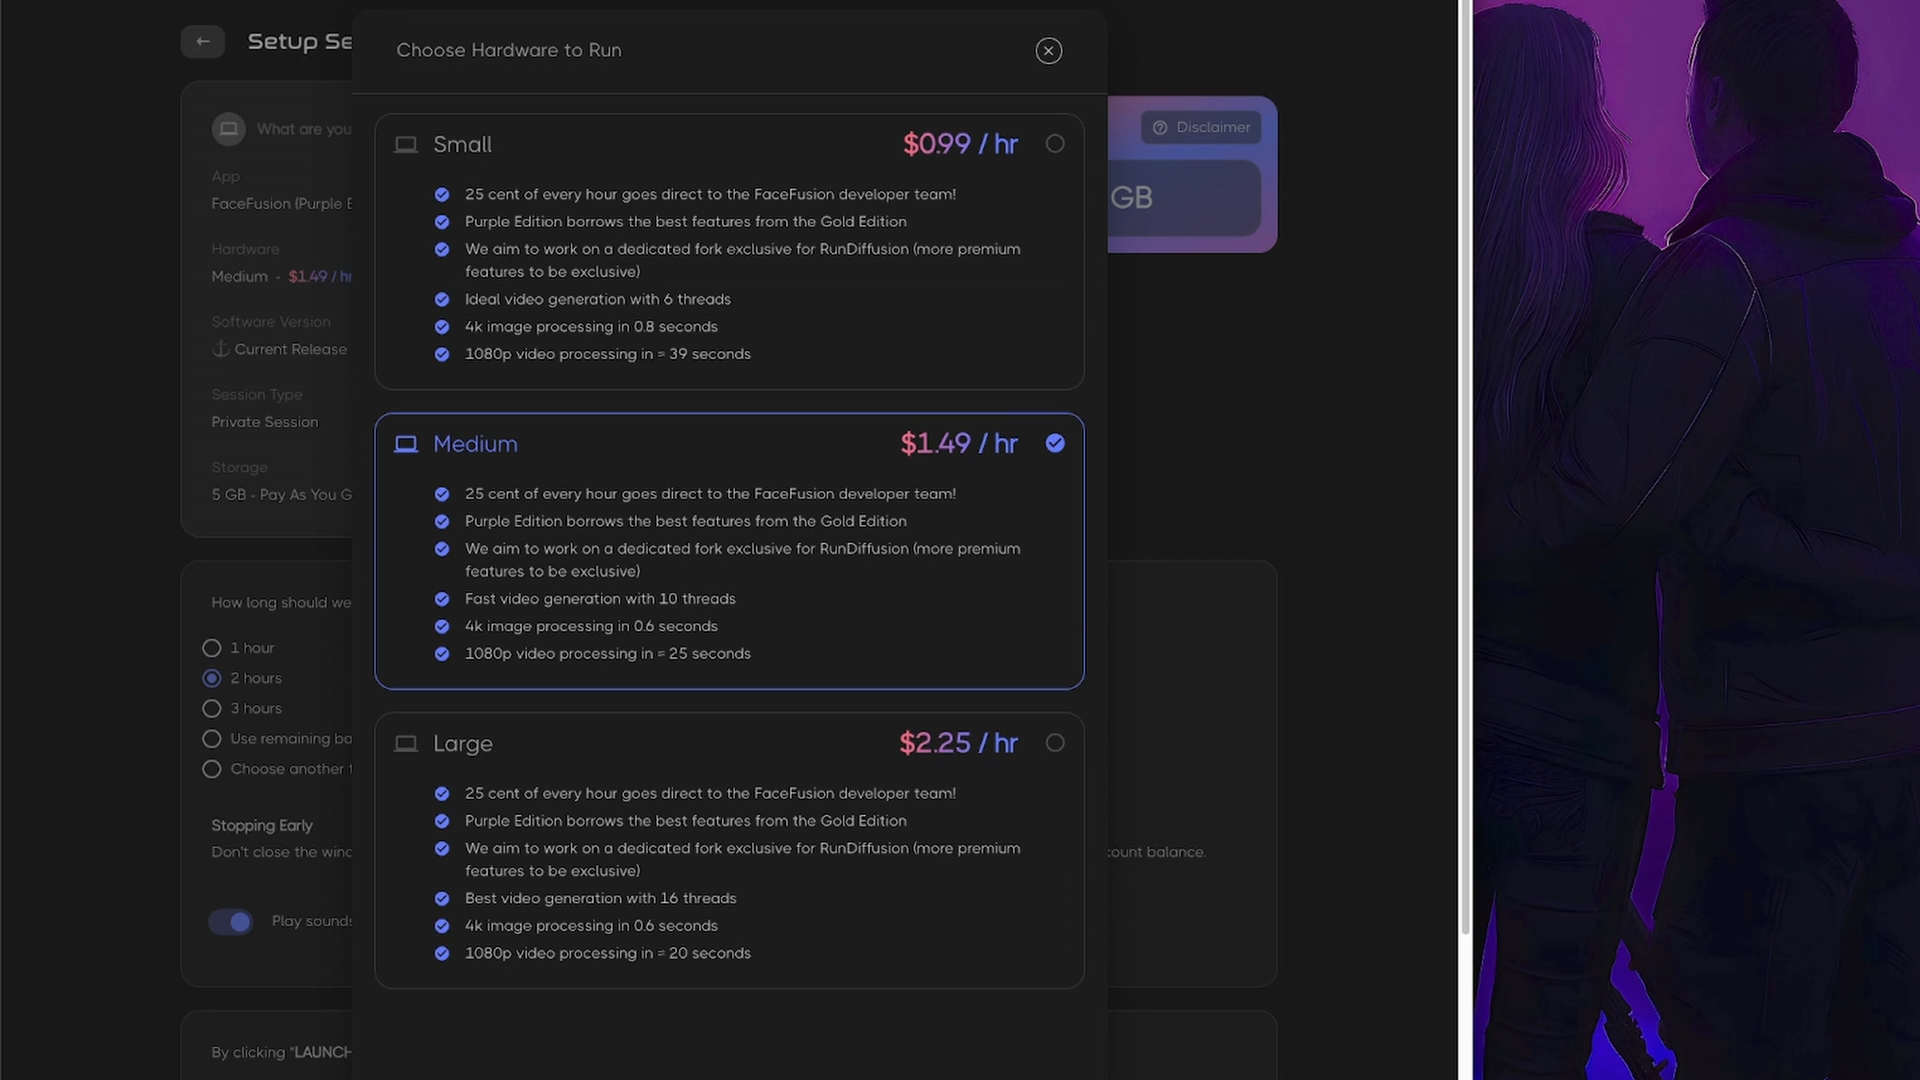 Setup Se
Choose Hardware to Run
What are you
App
FaceFusion (Purple E
Hardware
Medium - $1.49 / hr
Software Version
Current Release
Session Type
Private Session
Storage
5 GB - Pay As You G
Disclaimer
GB
Small
$0.99 / hr
25 cent of every hour goes direct to the FaceFusion developer team!
Purple Edition borrows the best features from the Gold Edition
We aim to work on a dedicated fork exclusive for RunDiffusion (more premium
features to be exclusive)
Ideal video generation with 6 threads
4k image processing in 0.8 seconds
1080p video processing in ≈ 39 seconds
Medium
$1.49 / hr
25 cent of every hour goes direct to the FaceFusion developer team!
Purple Edition borrows the best features from the Gold Edition
We aim to work on a dedicated fork exclusive for RunDiffusion (more premium
features to be exclusive)
Fast video generation with 10 threads
4k image processing in 0.6 seconds
1080p video processing in ≈ 25 seconds
Large
$2.25 / hr
25 cent of every hour goes direct to the FaceFusion developer team!
Purple Edition borrows the best features from the Gold Edition
We aim to work on a dedicated fork exclusive for RunDiffusion (more premium
features to be exclusive)
Best video generation with 16 threads
4k image processing in 0.6 seconds
1080p video processing in ≈ 20 seconds
How long should we
1 hour
2 hours
3 hours
Use remaining ba
Choose another t
Stopping Early
Don't close the wind
count balance.
Play sounds
By clicking "LAUNCH